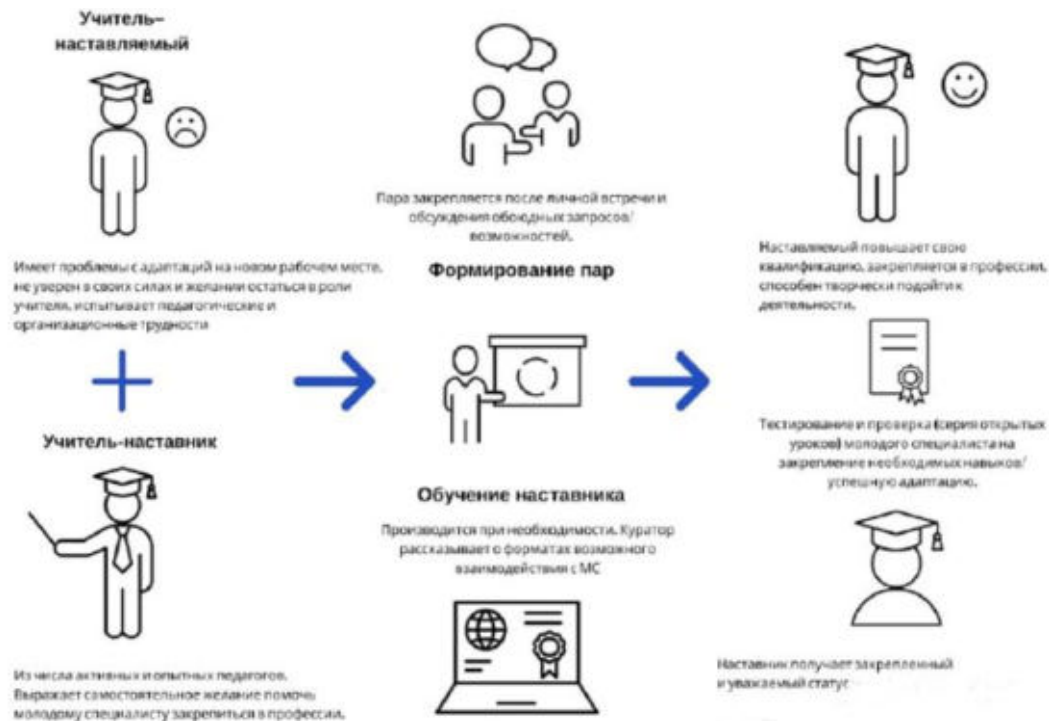 Учитель–
наставляемый
Имеет проблемы с адаптаций на новом рабочем месте,
не уверен в своих силах и желании остаться в роли
учителя, испытывает педагогические и
организационные трудности
Учитель-наставник
Из числа активных и опытных педагогов.
Выражает самостоятельное желание помочь
молодому специалисту закрепиться в профессии.
Пара закрепляется после личной встречи и
обсуждения обоюдных запросов/
возможностей.
Формирование пар
Обучение наставника
Производится при необходимости. Куратор
рассказывает о форматах возможного
взаимодействия с МС
Наставляемый повышает свою
квалификацию, закрепляется в профессии,
способен творчески подойти к
деятельности.
Тестирование и проверка (серия открытых
уроков) молодого специалиста на
закрепление необходимых навыков/
успешную адаптацию.
Наставник получает закрепленный
и уважаемый статус